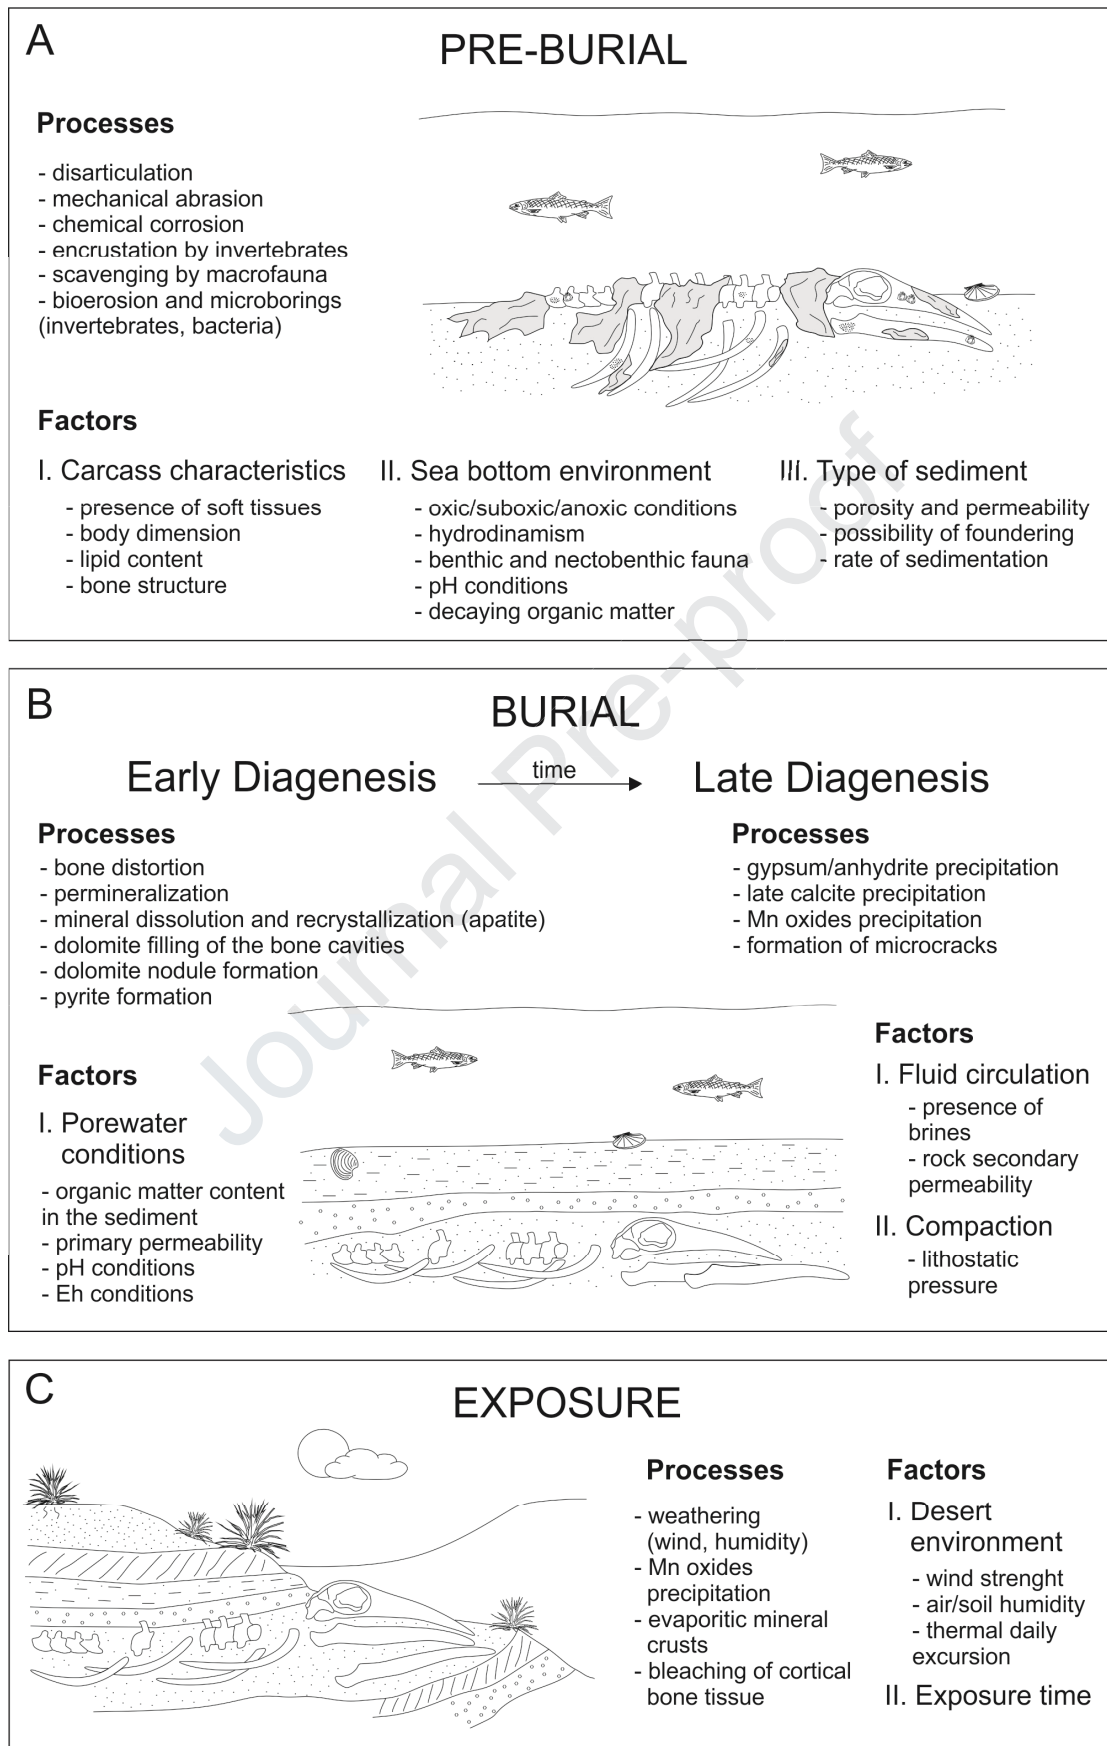 A
PRE-BURIAL
Processes
- disarticulation
- mechanical abrasion
- chemical corrosion
- encrustation by invertebrates
- scavenging by macrofauna
- bioerosion and microborings
(invertebrates, bacteria)
Factors
I. Carcass characteristics
- presence of soft tissues
- body dimension
- lipid content
- bone structure
II. Sea bottom environment
- oxic/suboxic/anoxic conditions
- hydrodinamism
- benthic and nectobenthic fauna
- pH conditions
- decaying organic matter
III. Type of sediment
- porosity and permeability
- possibility of foundering
- rate of sedimentation
Journal Pre-proof
B
BURIAL
Early Diagenesis
time
Late Diagenesis
Processes
- bone distortion
- permineralization
- mineral dissolution and recrystallization (apatite)
- dolomite filling of the bone cavities
- dolomite nodule formation
- pyrite formation
Factors
I. Porewater
conditions
- organic matter content
in the sediment
- primary permeability
- pH conditions
- Eh conditions
Processes
- gypsum/anhydrite precipitation
- late calcite precipitation
- Mn oxides precipitation
- formation of microcracks
Factors
I. Fluid circulation
- presence of
brines
- rock secondary
permeability
II. Compaction
- lithostatic
pressure
C
EXPOSURE
Processes
- weathering
(wind, humidity)
- Mn oxides
precipitation
- evaporitic mineral
crusts
- bleaching of cortical
bone tissue
Factors
I. Desert
environment
- wind strenght
- air/soil humidity
- thermal daily
excursion
II. Exposure time